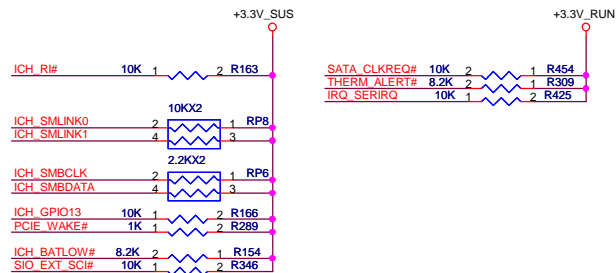 +3.3V_SUS
ICH_RI# 10K 1 2 R163
10KX2
ICH_SMLINK0 2 1 RP8
ICH_SMLINK1 4 3
2.2KX2
ICH_SMBCLK 2 1 RP6
ICH_SMBDATA 4 3
ICH_GPIO13 10K 1 2 R166
PCIE_WAKE# 1K 1 2 R289
ICH_BATLOW# 8.2K 2 1 R154
SIO_EXT_SCI# 10K 1 2 R346
+3.3V_RUN
SATA_CLKREQ# 10K 2 1 R454
THERM_ALERT# 8.2K 2 1 R309
IRQ_SERIRQ 10K 1 2 R425